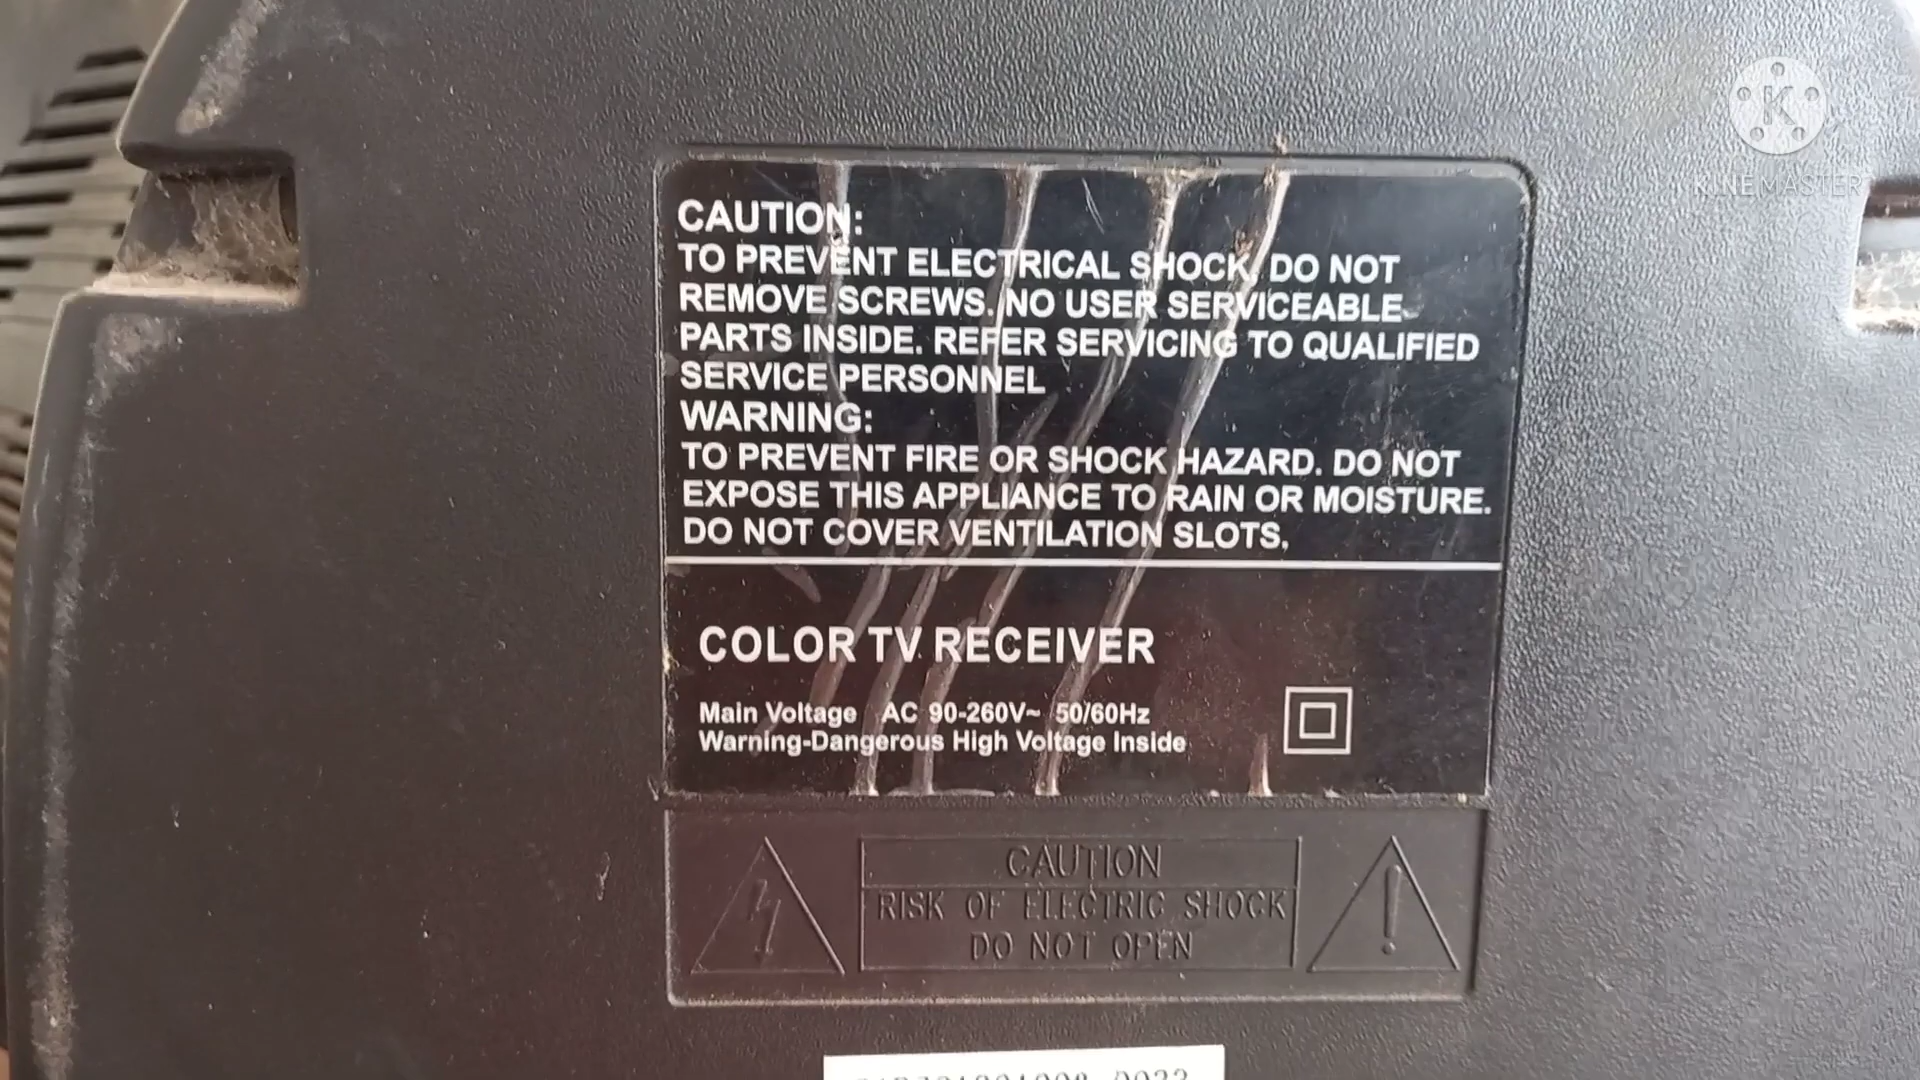 K
KINEMASTER
CAUTION:
TO PREVENT ELECTRICAL SHOCK, DO NOT
REMOVE SCREWS. NO USER SERVICEABLE
PARTS INSIDE. REFER SERVICING TO QUALIFIED
SERVICE PERSONNEL
WARNING:
TO PREVENT FIRE OR SHOCK HAZARD. DO NOT
EXPOSE THIS APPLIANCE TO RAIN OR MOISTURE.
DO NOT COVER VENTILATION SLOTS.
COLOR TV RECEIVER
Main Voltage AC 90-260V~ 50/60Hz
Warning-Dangerous High Voltage Inside
CAUTION
RISK OF ELECTRIC SHOCK
DO NOT OPEN